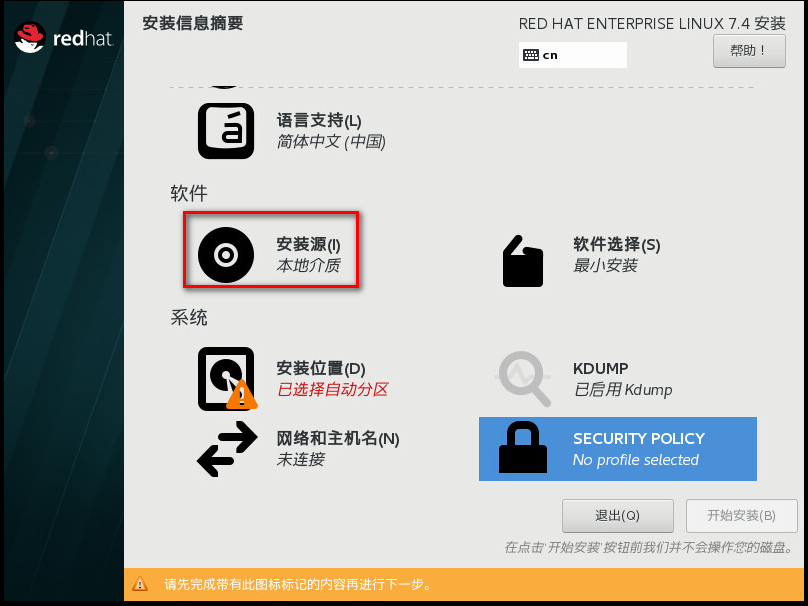 redhat.
安装信息摘要
RED HAT ENTERPRISE LINUX 7.4 安装
cn
帮助！
á
语言支持(L)
简体中文 (中国)
软件
安装源(I)
本地介质
软件选择(S)
最小安装
系统
安装位置(D)
已选择自动分区
KDUMP
已启用 Kdump
网络和主机名(N)
未连接
SECURITY POLICY
No profile selected
退出(Q)
开始安装(B)
在点击'开始安装'按钮前我们并不会操作您的磁盘。
请先完成带有此图标标记的内容再进行下一步。